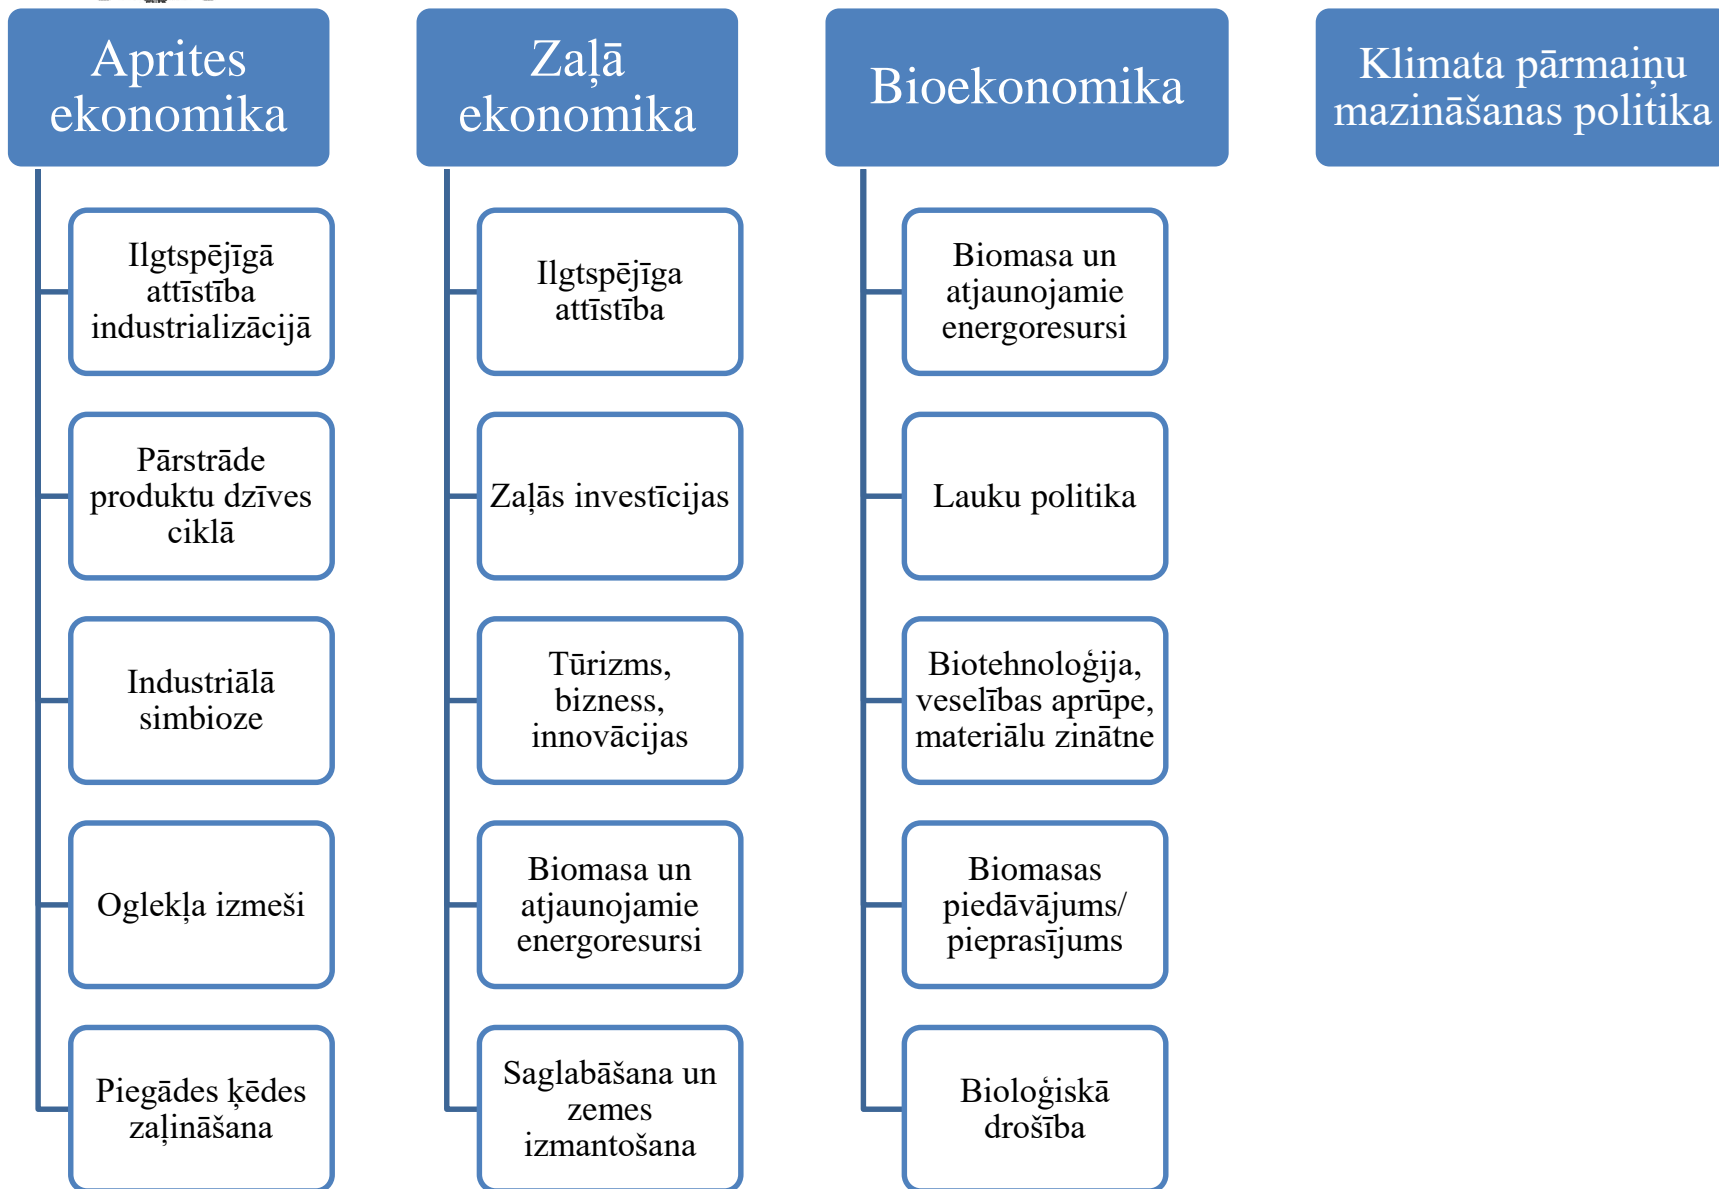 Aprites
ekonomika
Ilgtspējīgā
attīstība
industrializācijā
Pārstrāde
produktu dzīves
ciklā
Industriālā
simbioze
Oglekļa izmeši
Piegādes ķēdes
zaļināšana
Zaļā
ekonomika
Ilgtspējīga
attīstība
Zaļās investīcijas
Tūrizms,
bizness,
innovācijas
Biomasa un
atjaunojamie
energoresursi
Saglabāšana un
zemes
izmantošana
Bioekonomika
Biomasa un
atjaunojamie
energoresursi
Lauku politika
Biotehnoloģija,
veselības aprūpe,
materiālu zinātne
Biomasas
piedāvājums/
pieprasījums
Bioloģiskā
drošība
Klimata pārmaiņu
mazināšanas politika